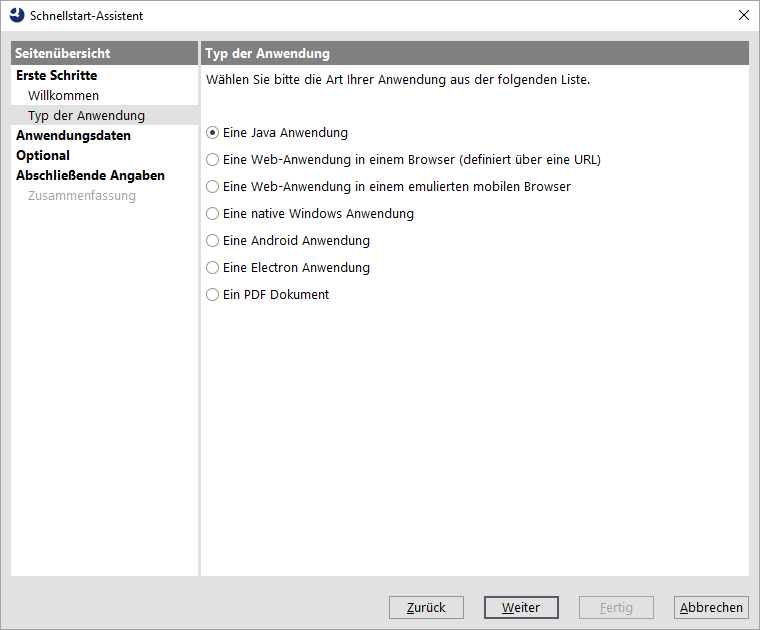 Schnellstart-Assistent
Seitenübersicht
Erste Schritte
Willkommen
Typ der Anwendung
Anwendungsdaten
Optional
Abschließende Angaben
Zusammenfassung
Typ der Anwendung
Wählen Sie bitte die Art Ihrer Anwendung aus der folgenden Liste.
Eine Java Anwendung
Eine Web-Anwendung in einem Browser (definiert über eine URL)
Eine Web-Anwendung in einem emulierten mobilen Browser
Eine native Windows Anwendung
Eine Android Anwendung
Eine Electron Anwendung
Ein PDF Dokument
Zurück
Weiter
Fertig
Abbrechen